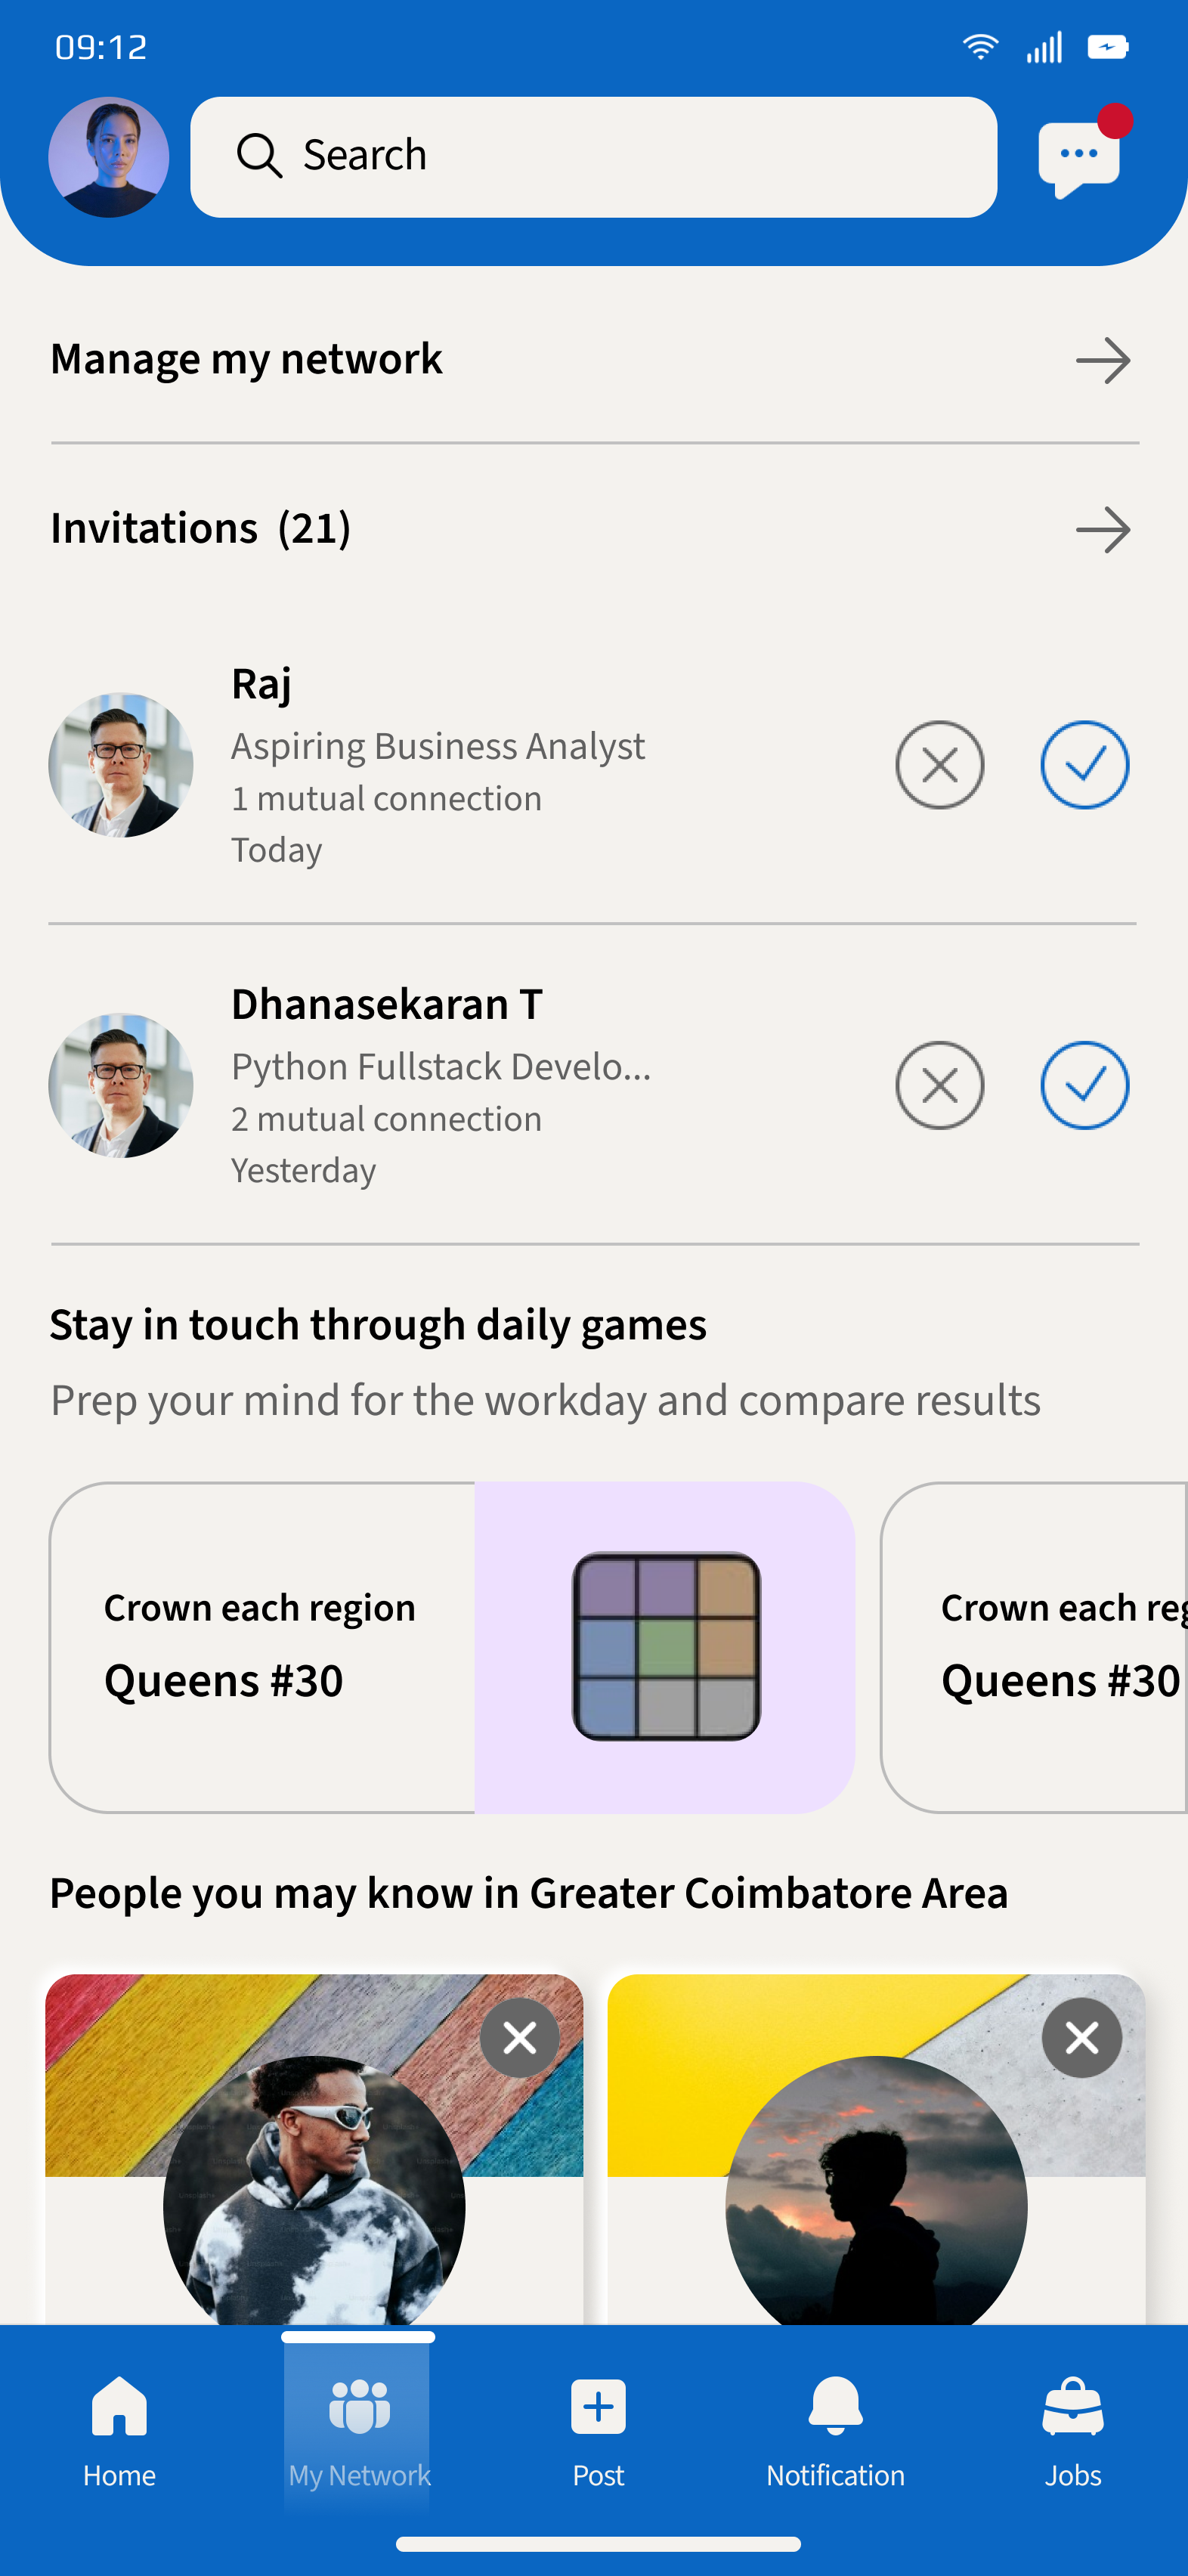 09:12
Search
Manage my network
Invitations (21)
Raj
Aspiring Business Analyst
1 mutual connection
Today
Dhanasekaran T
Python Fullstack Develo...
2 mutual connection
Yesterday
Stay in touch through daily games
Prep your mind for the workday and compare results
Crown each region
Queens #30
Crown each reg
Queens #30
People you may know in Greater Coimbatore Area
Home
My Network
Post
Notification
Jobs